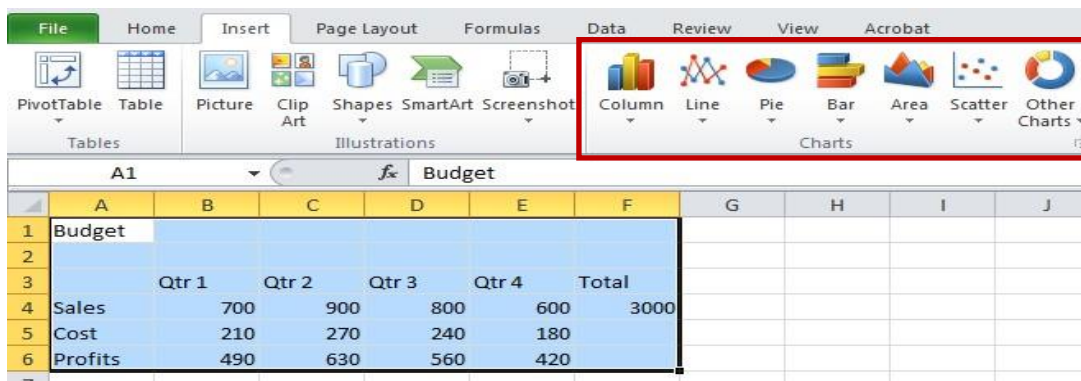 File Home Insert Page Layout Formulas Data Review View Acrobat
PivotTable Table Picture Clip Art Shapes SmartArt Screenshot Column Line Pie Bar Area Scatter Other Charts
Tables Illustrations Charts
A1 fx Budget
A B C D E F G H I J
1 Budget
2
3 Qtr 1 Qtr 2 Qtr 3 Qtr 4 Total
4 Sales 700 900 800 600 3000
5 Cost 210 270 240 180
6 Profits 490 630 560 420